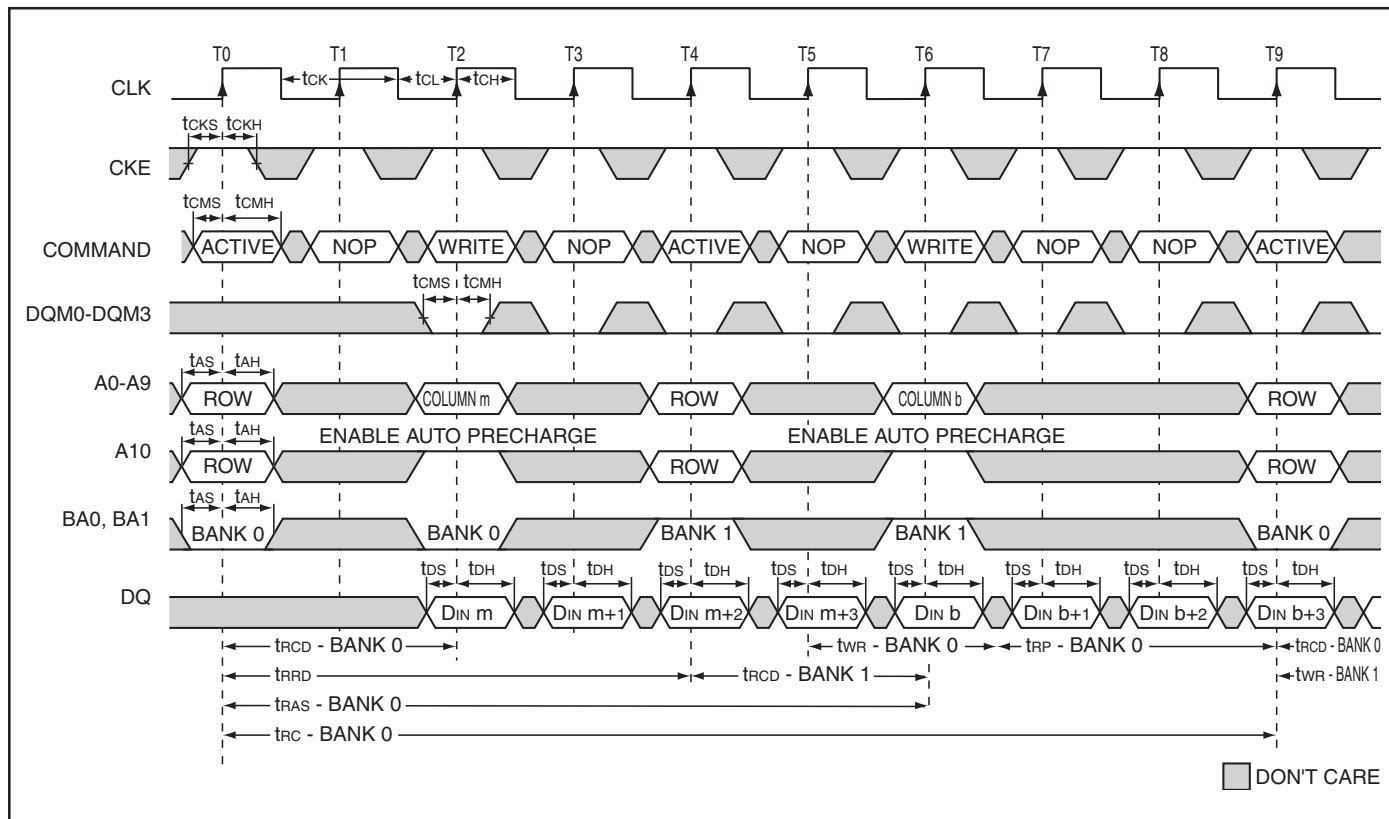 T0 T1 T2 T3 T4 T5 T6 T7 T8 T9
CLK tCK tCL tCH
tCKS tCKH
CKE
tCMS tCMH
COMMAND ACTIVE NOP WRITE NOP ACTIVE NOP WRITE NOP NOP ACTIVE
tCMS tCMH
DQM0-DQM3
tAS tAH
A0-A9 ROW COLUMN m ROW COLUMN b ROW
tAS tAH ENABLE AUTO PRECHARGE ENABLE AUTO PRECHARGE
A10 ROW ROW ROW
tAS tAH
BA0, BA1 BANK 0 BANK 0 BANK 1 BANK 1 BANK 0
tDS tDH tDS tDH tDS tDH tDS tDH tDS tDH tDS tDH tDS tDH tDS tDH
DQ DIN m DIN m+1 DIN m+2 DIN m+3 DIN b DIN b+1 DIN b+2 DIN b+3
tRCD - BANK 0 tWR - BANK 0 tRP - BANK 0 tRCD - BANK 0
tRRD tRCD - BANK 1 tWR - BANK 1
tRAS - BANK 0
tRC - BANK 0
DON'T CARE